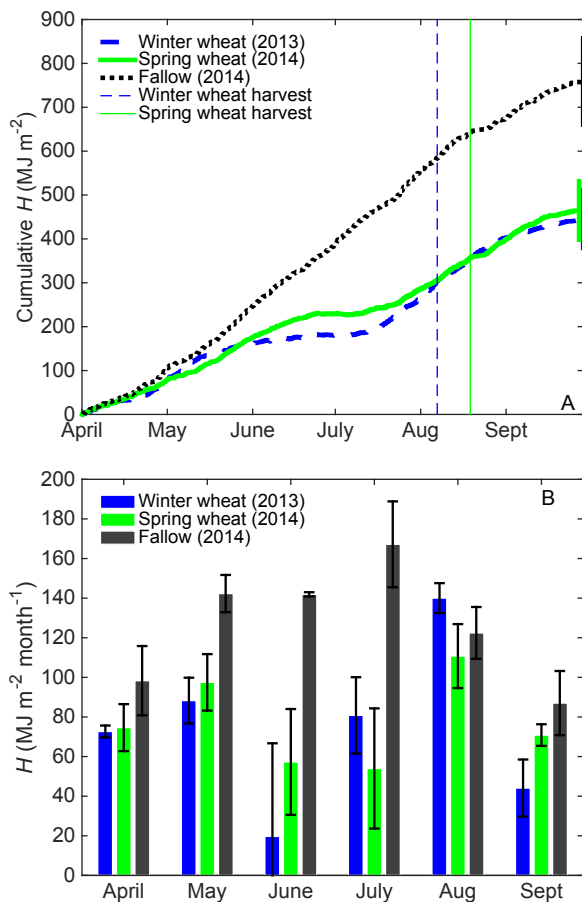 Cumulative H (MJ m⁻²)
900
800
700
600
500
400
300
200
100
0
Winter wheat (2013)
Spring wheat (2014)
Fallow (2014)
Winter wheat harvest
Spring wheat harvest
A
April May June July Aug Sept
H (MJ m⁻² month⁻¹)
200
180
160
140
120
100
80
60
40
20
0
B
Winter wheat (2013)
Spring wheat (2014)
Fallow (2014)
April May June July Aug Sept